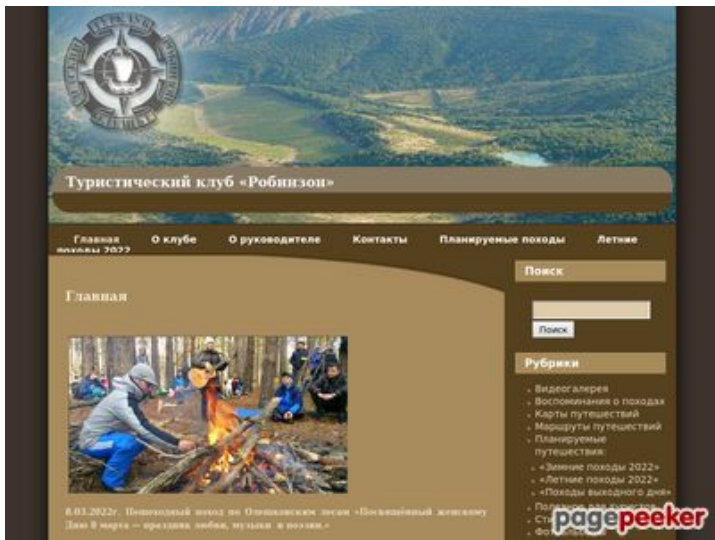 Туристический клуб «Робинзон»
Главная О клубе О руководителе Контакты Планируемые походы Летние
походы 2022
Поиск
Главная
Поиск
Рубрики
Видеогалерея
Воспоминания о походах
Карты путешествий
Маршруты путешествий
Планируемые
путешествия:
«Зимние походы 2022»
«Летние походы 2022»
«Походы выходного дня»
8.03.2022г. Пешеходный поход по Олешковским лесам «Посвящённый женскому
Дню 8 марта — праздник любви, музыки и поэзии.»
pagepeeker